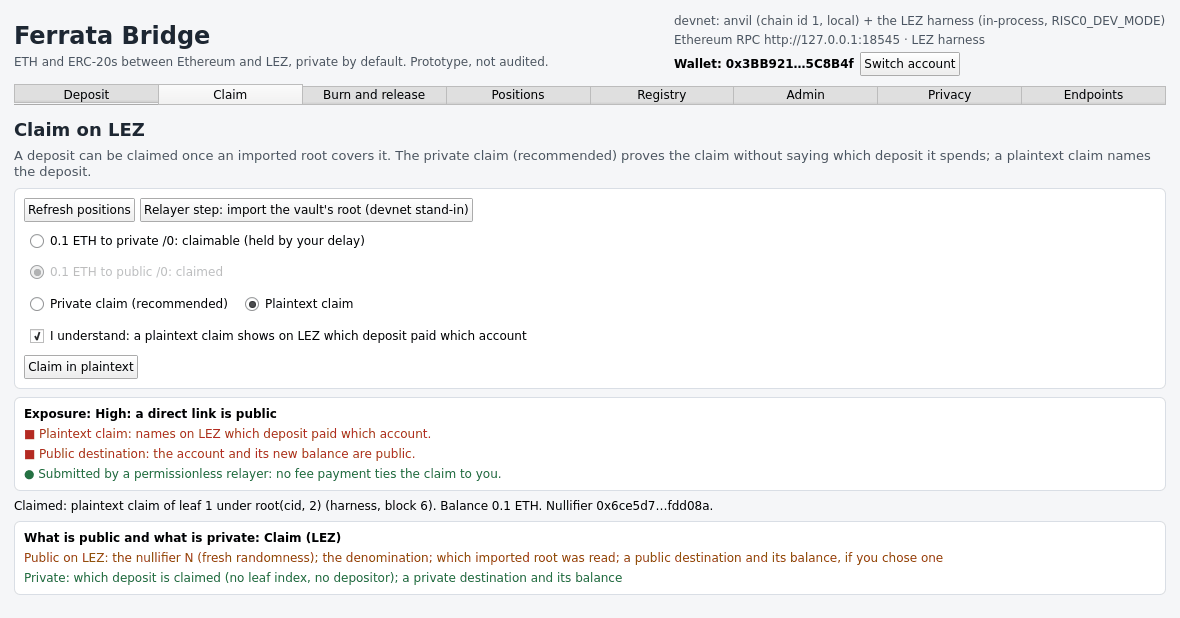 Ferrata Bridge
ETH and ERC-20s between Ethereum and LEZ, private by default. Prototype, not audited.
devnet: anvil (chain id 1, local) + the LEZ harness (in-process, RISC0_DEV_MODE)
Ethereum RPC http://127.0.0.1:18545 · LEZ harness
Wallet: 0x3BB921…5C8B4f Switch account
Deposit Claim Burn and release Positions Registry Admin Privacy Endpoints
Claim on LEZ
A deposit can be claimed once an imported root covers it. The private claim (recommended) proves the claim without saying which deposit it spends; a plaintext claim names
the deposit.
Refresh positions Relayer step: import the vault's root (devnet stand-in)
0.1 ETH to private /0: claimable (held by your delay)
0.1 ETH to public /0: claimed
Private claim (recommended) Plaintext claim
I understand: a plaintext claim shows on LEZ which deposit paid which account
Claim in plaintext
Exposure: High: a direct link is public
Plaintext claim: names on LEZ which deposit paid which account.
Public destination: the account and its new balance are public.
Submitted by a permissionless relayer: no fee payment ties the claim to you.
Claimed: plaintext claim of leaf 1 under root(cid, 2) (harness, block 6). Balance 0.1 ETH. Nullifier 0x6ce5d7…fdd08a.
What is public and what is private: Claim (LEZ)
Public on LEZ: the nullifier N (fresh randomness); the denomination; which imported root was read; a public destination and its balance, if you chose one
Private: which deposit is claimed (no leaf index, no depositor); a private destination and its balance